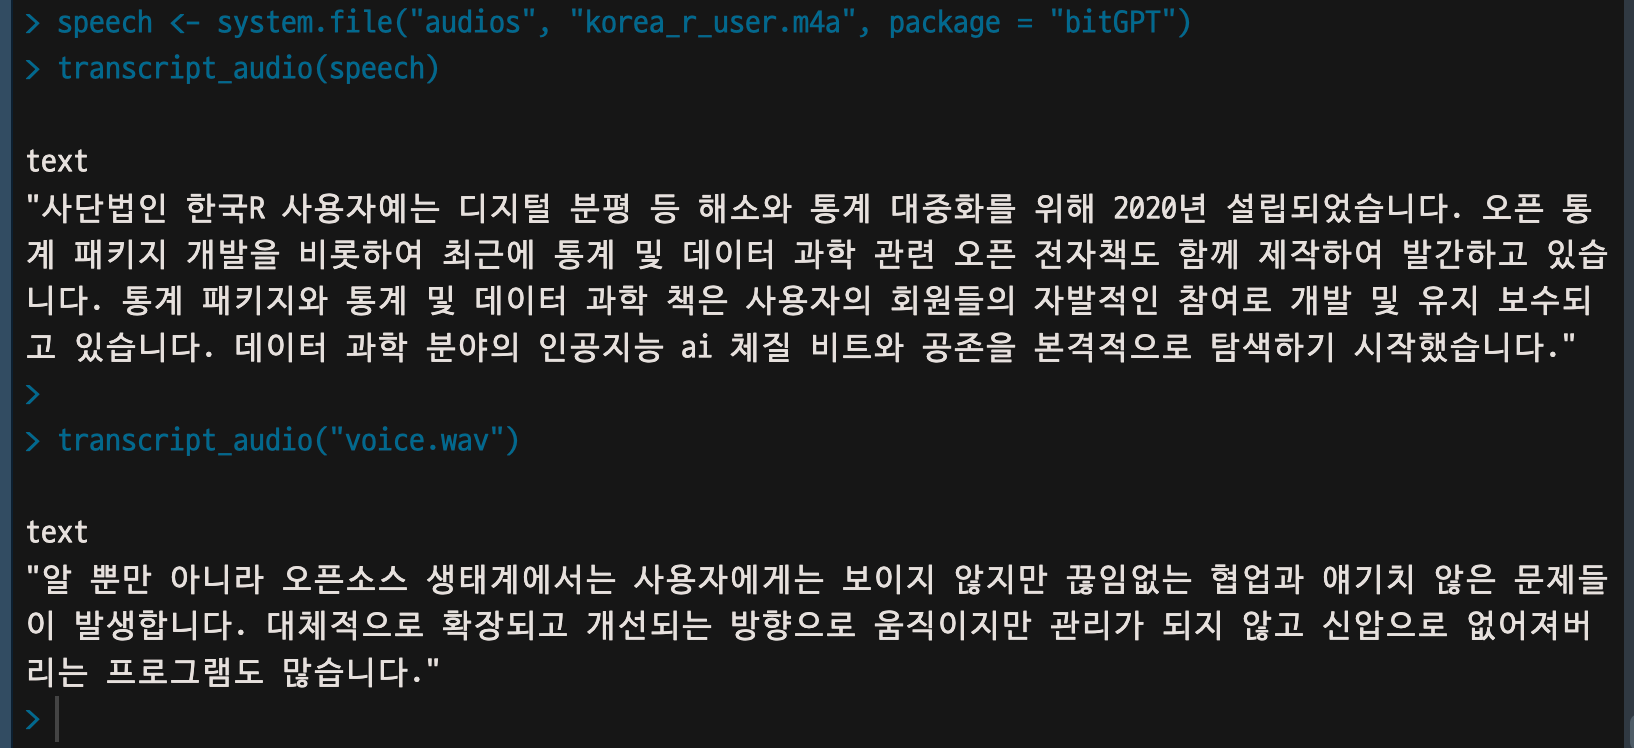 > speech <- system.file("audios", "korea_r_user.m4a", package = "bitGPT")
> transcript_audio(speech)
text
"사단법인 한국R 사용자예는 디지털 분평 등 해소와 통계 대중화를 위해 2020년 설립되었습니다. 오픈 통
계 패키지 개발을 비롯하여 최근에 통계 및 데이터 과학 관련 오픈 전자책도 함께 제작하여 발간하고 있습
니다. 통계 패키지와 통계 및 데이터 과학 책은 사용자의 회원들의 자발적인 참여로 개발 및 유지 보수되
고 있습니다. 데이터 과학 분야의 인공지능 ai 체질 비트와 공존을 본격적으로 탐색하기 시작했습니다."
>
> transcript_audio("voice.wav")
text
"알 뿐만 아니라 오픈소스 생태계에서는 사용자에게는 보이지 않지만 끊임없는 협업과 얘기치 않은 문제들
이 발생합니다. 대체적으로 확장되고 개선되는 방향으로 움직이지만 관리가 되지 않고 신압으로 없어져버
리는 프로그램도 많습니다."
>